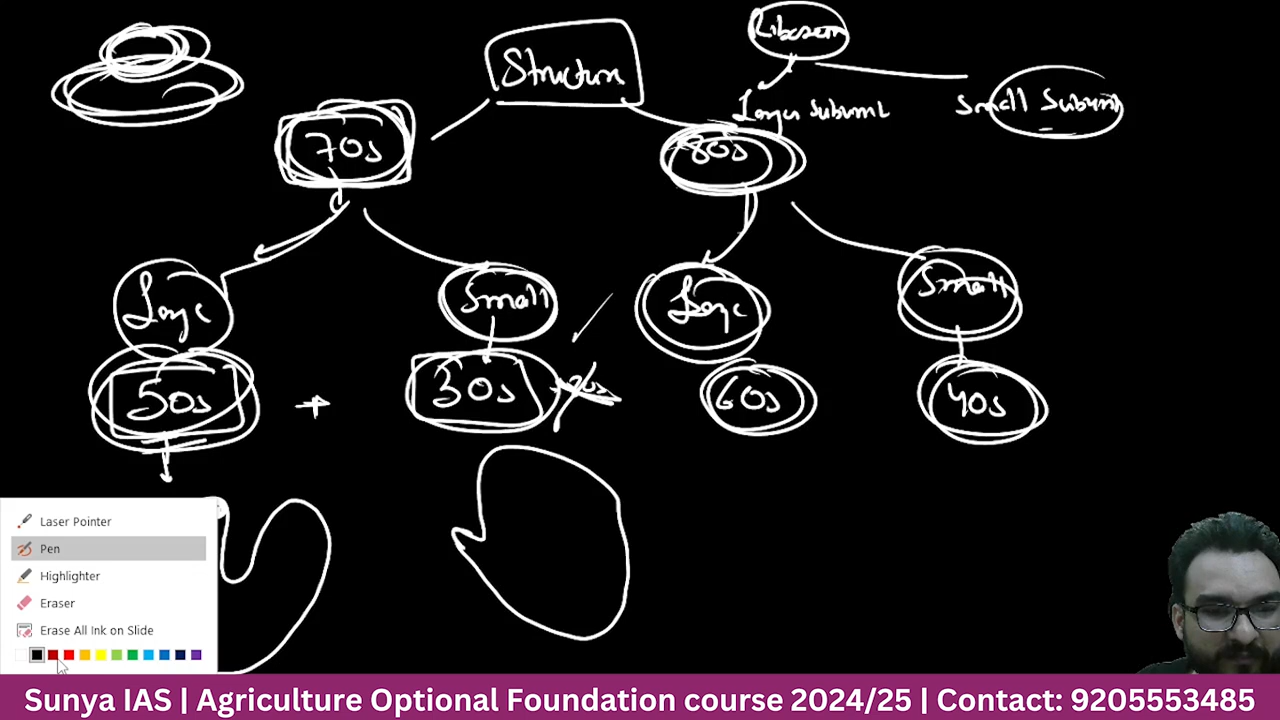 Ribosom
Structure
Large Subunit
Small Subunit
70s
80s
Large
Small
Large
Small
50s
+
30s
60s
40s
Laser Pointer
Pen
Highlighter
Eraser
Erase All Ink on Slide
Sunya IAS | Agriculture Optional Foundation course 2024/25 | Contact: 9205553485